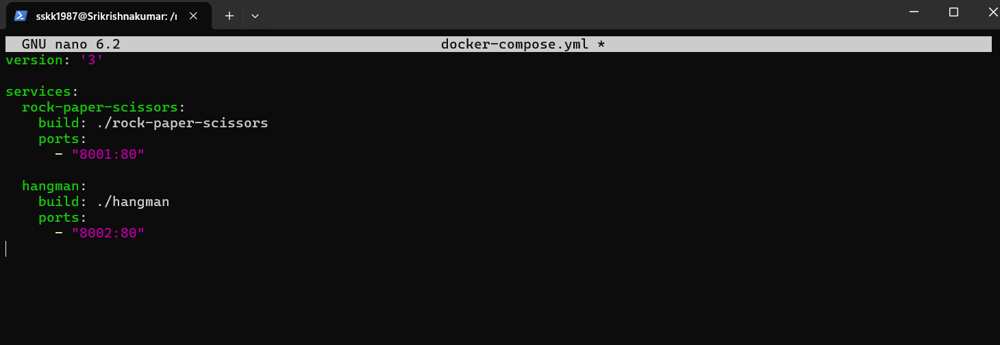 sskk1987@Srikrishnakumar: /r
GNU nano 6.2 docker-compose.yml *
version: '3'
services:
  rock-paper-scissors:
    build: ./rock-paper-scissors
    ports:
      - "8001:80"
  hangman:
    build: ./hangman
    ports:
      - "8002:80"